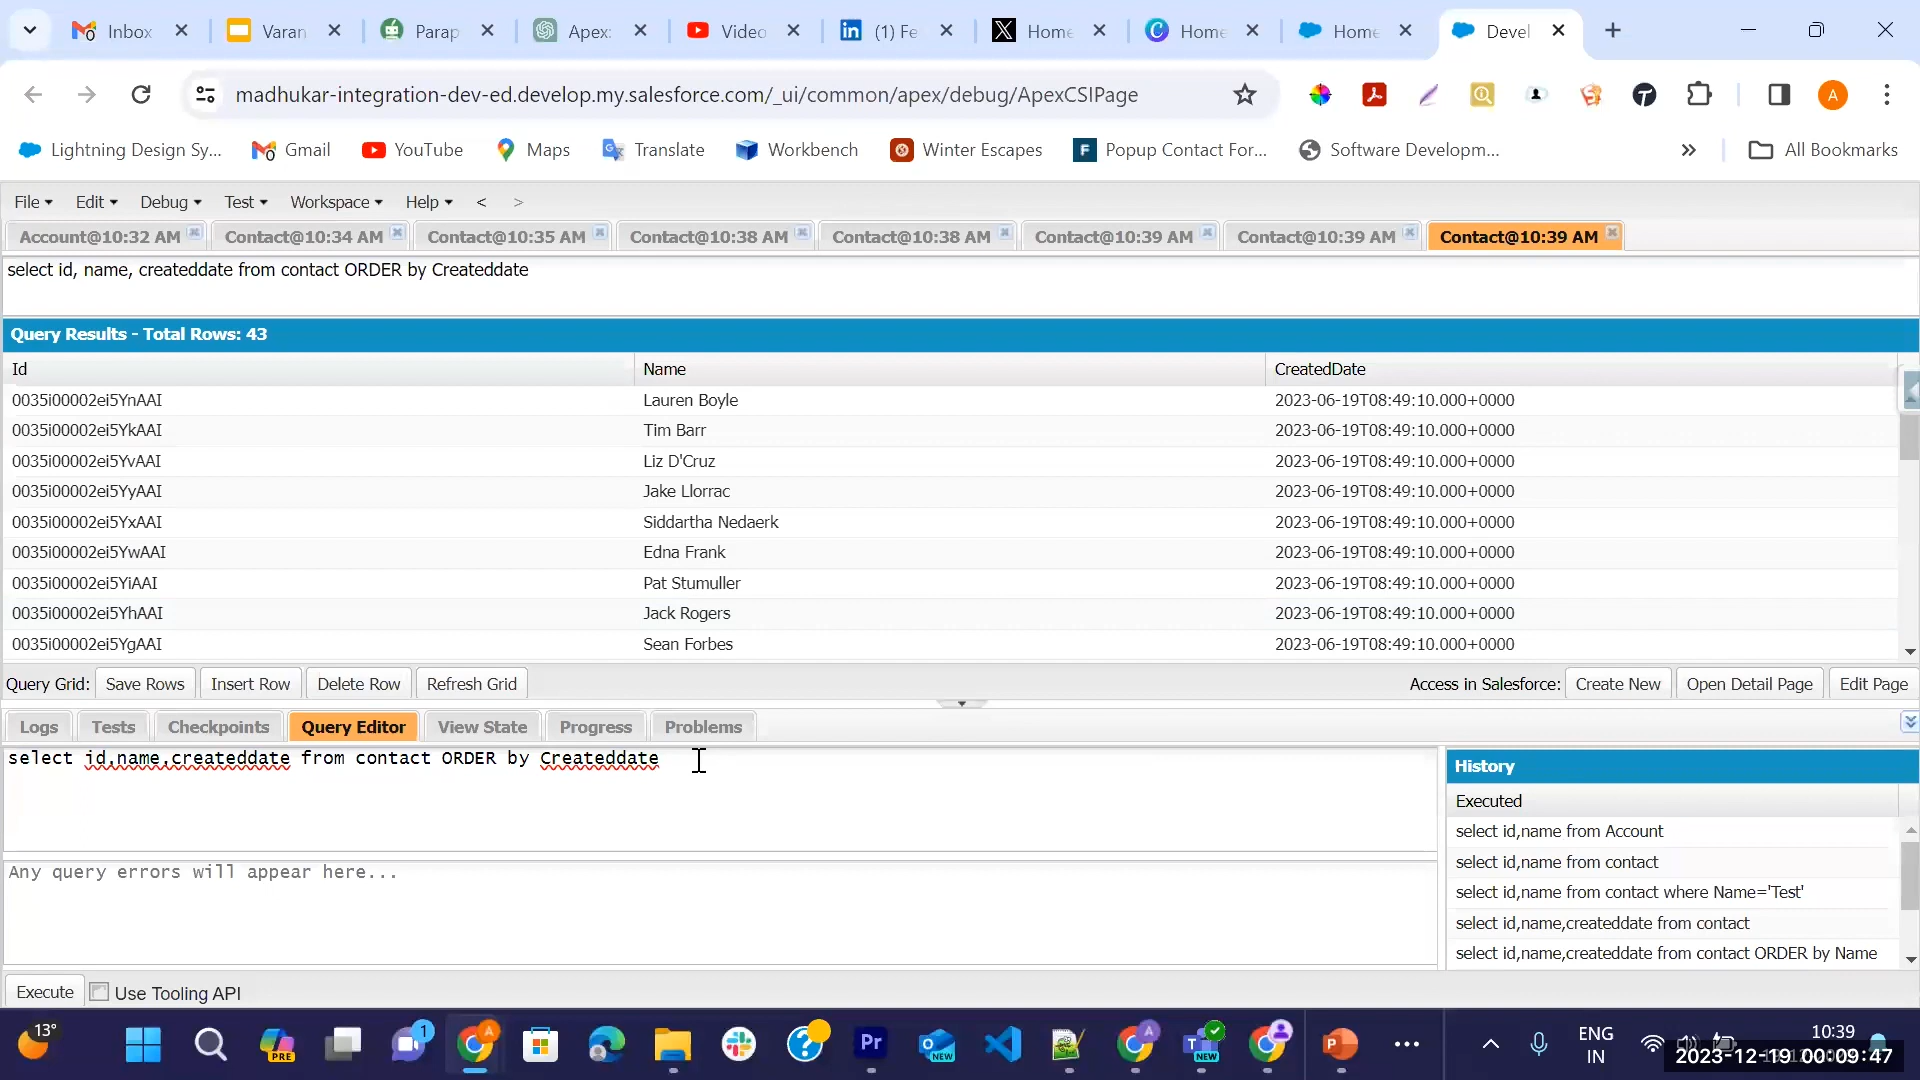 Inbox
Varan
Parap
Apex:
Video
(1) Fe
Home
Home
Home
Devel
madhukar-integration-dev-ed.develop.my.salesforce.com/_ui/common/apex/debug/ApexCSIPage
A
Lightning Design Sy...
Gmail
YouTube
Maps
Translate
Workbench
Winter Escapes
Popup Contact For...
Software Developm...
All Bookmarks
File
Edit
Debug
Test
Workspace
Help
<
>
Account@10:32 AM
Contact@10:34 AM
Contact@10:35 AM
Contact@10:38 AM
Contact@10:38 AM
Contact@10:39 AM
Contact@10:39 AM
Contact@10:39 AM
select id, name, createddate from contact ORDER by Createddate
Query Results - Total Rows: 43
Id Name CreatedDate
0035i00002ei5YnAAI Lauren Boyle 2023-06-19T08:49:10.000+0000
0035i00002ei5YkAAI Tim Barr 2023-06-19T08:49:10.000+0000
0035i00002ei5YvAAI Liz D'Cruz 2023-06-19T08:49:10.000+0000
0035i00002ei5YyAAI Jake Llorrac 2023-06-19T08:49:10.000+0000
0035i00002ei5YxAAI Siddartha Nedaerk 2023-06-19T08:49:10.000+0000
0035i00002ei5YwAAI Edna Frank 2023-06-19T08:49:10.000+0000
0035i00002ei5YiAAI Pat Stumuller 2023-06-19T08:49:10.000+0000
0035i00002ei5YhAAI Jack Rogers 2023-06-19T08:49:10.000+0000
0035i00002ei5YgAAI Sean Forbes 2023-06-19T08:49:10.000+0000
Query Grid: Save Rows Insert Row Delete Row Refresh Grid Access in Salesforce: Create New Open Detail Page Edit Page
Logs Tests Checkpoints Query Editor View State Progress Problems
select id,name,createddate from contact ORDER by Createddate
Any query errors will appear here...
History
Executed
select id,name from Account
select id,name from contact
select id,name from contact where Name='Test'
select id,name,createddate from contact
select id,name,createddate from contact ORDER by Name
Execute Use Tooling API
13°
PRE
1
A
Pr
NEW
A
NEW
ENG
IN
10:39
2023-12-19 00:09:47